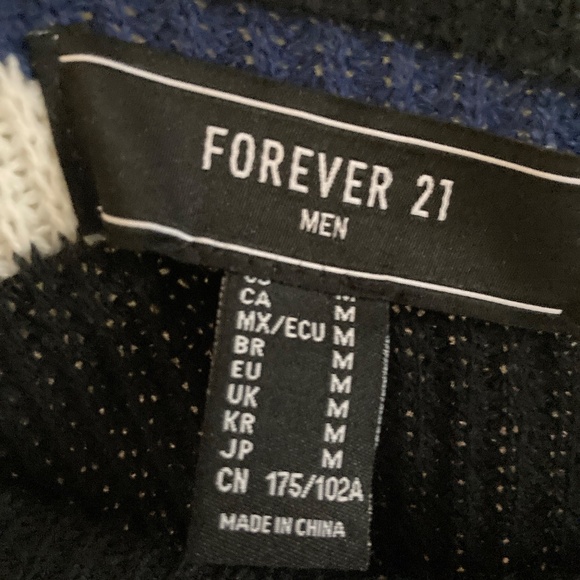 FOREVER 21
MEN
CA M
MX/ECU M
BR M
EU M
UK M
KR M
JP M
CN 175/102A
MADE IN CHINA